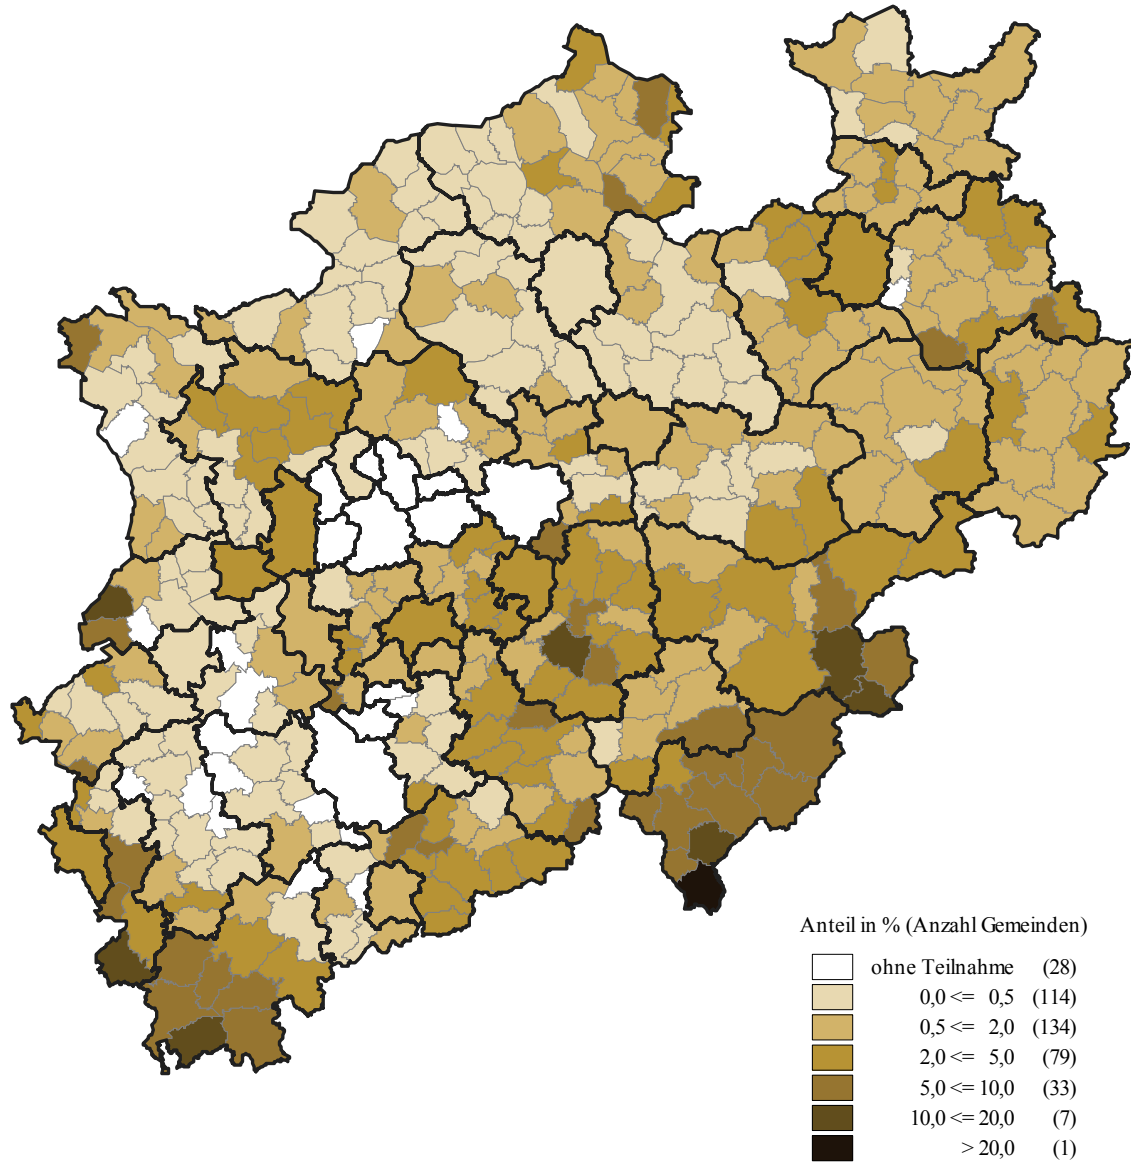 Anteil in % (Anzahl Gemeinden)
ohne Teilnahme (28)
0,0 <= 0,5 (114)
0,5 <= 2,0 (134)
2,0 <= 5,0 (79)
5,0 <= 10,0 (33)
10,0 <= 20,0 (7)
> 20,0 (1)